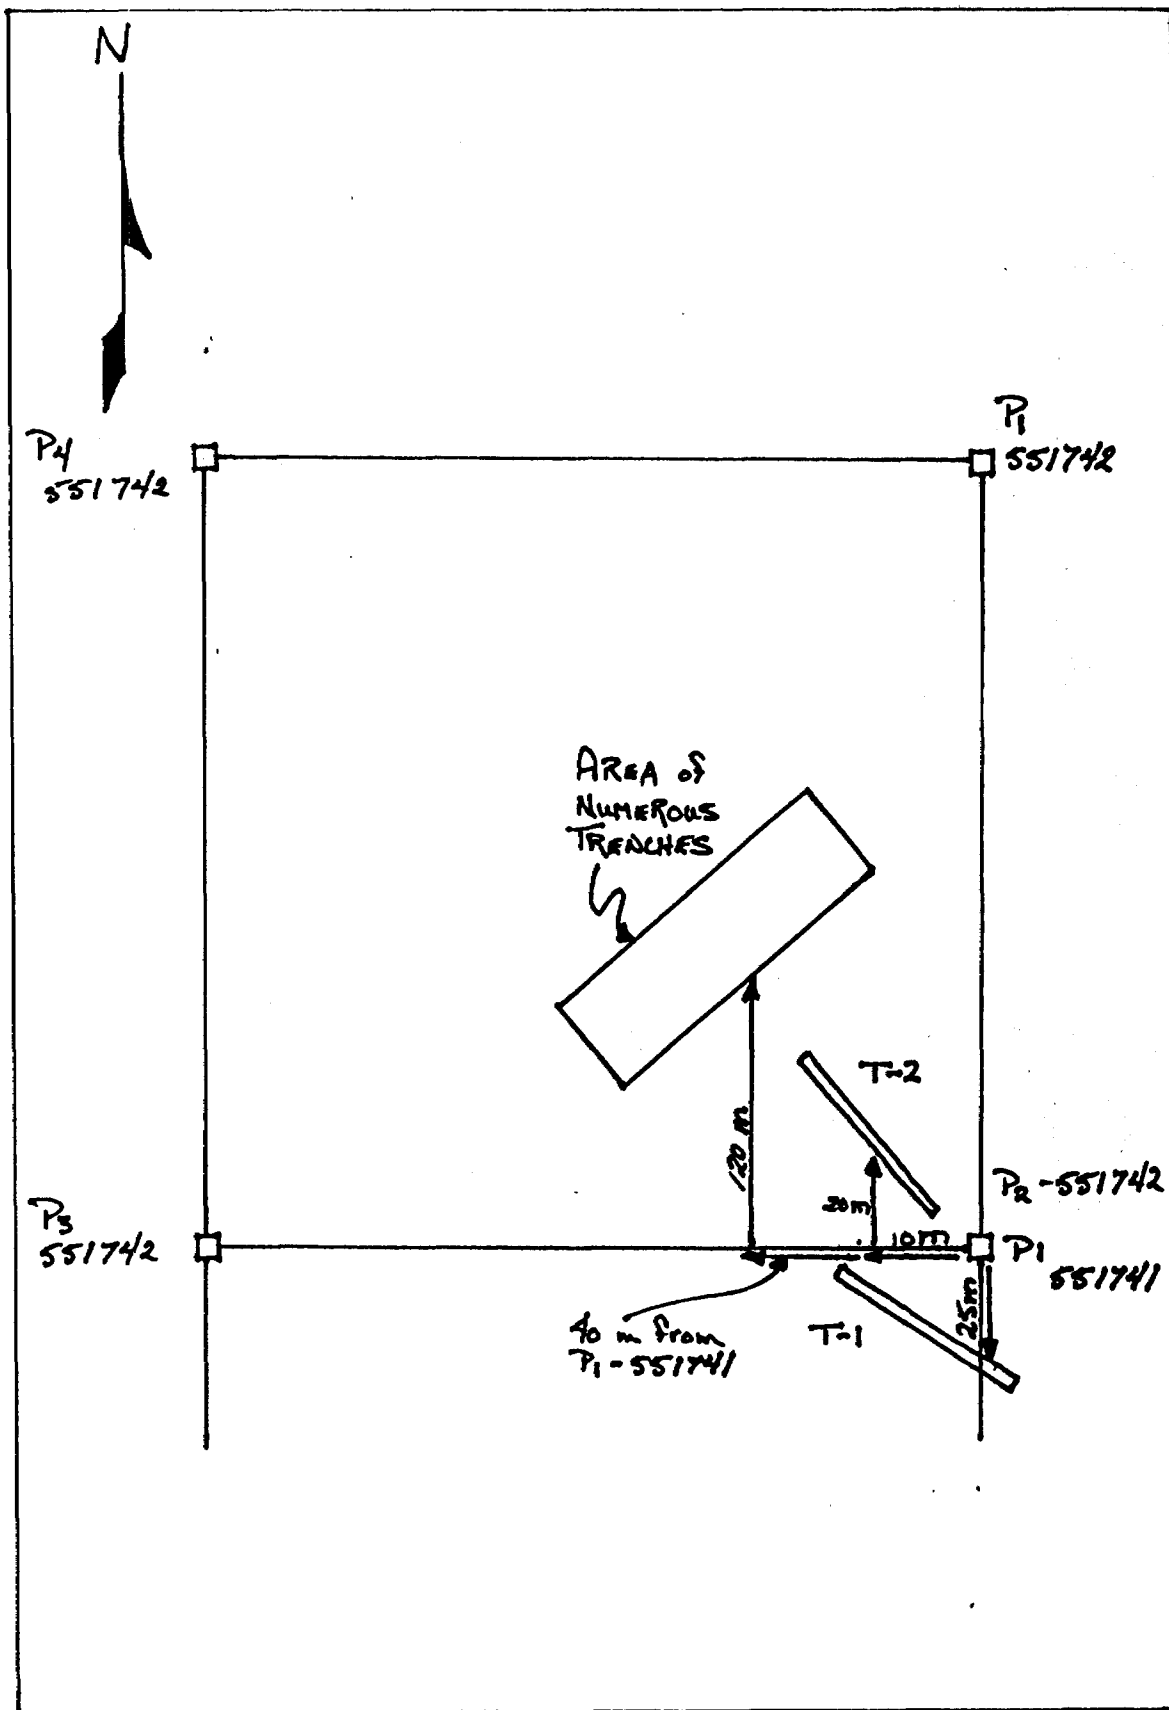 N
P1
551742
P4
551742
AREA of
NUMEROUS
TRENCHES
T-2
120 m
20m
P2 - 551742
P3
551742
10m
P1
551741
25m
T-1
40 m from
P1 - 551741